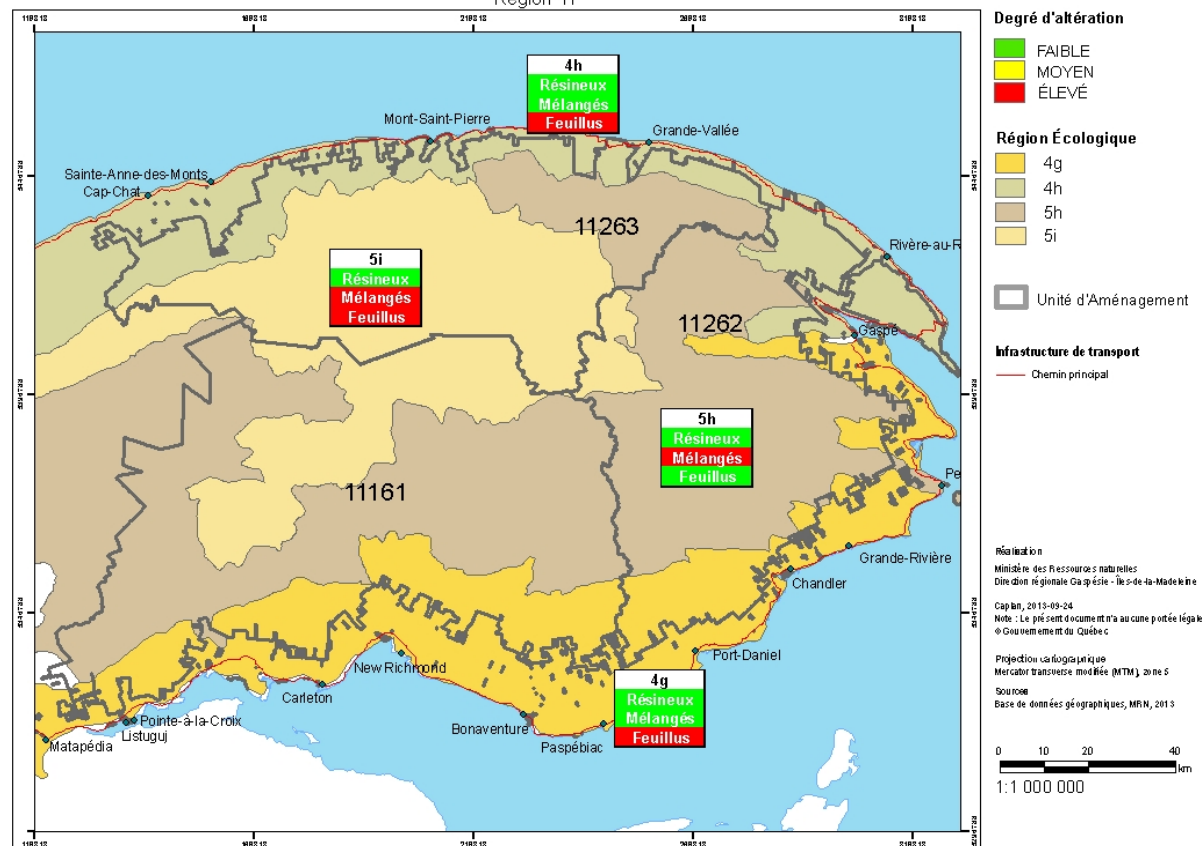 Région 11
4h
Résineux
Mélangés
Feuillus
Mont-Saint-Pierre
Grande-Vallée
Sainte-Anne-des-Monts
Cap-Chat
11263
Rivère-au-R
5i
Résineux
Mélangés
Feuillus
11262
Gaspé
5h
Résineux
Mélangés
Feuillus
11161
Pe
Grande-Rivière
Chandler
Port-Daniel
New Richmond
Carleton
4g
Résineux
Mélangés
Feuillus
Bonaventure
Paspébiac
Pointe-à-la-Croix
Listuguj
Matapédia
Degré d'altération
FAIBLE
MOYEN
ÉLEVÉ
Région Écologique
4g
4h
5h
5i
Unité d'Aménagement
Infrastructure de transport
Chemin principal
Réalisation
Ministère des Ressources naturelles
Direction régionale Gaspésie - Îles-de-la-Madeleine
Caplan, 2013-09-24
Note : Le présent document n'a aucune portée légale
© Gouvernement du Québec
Projection cartographique
Mercator transverse modifiée (MTM), zone 5
Sources
Base de données géographiques, MRN, 2013
0 10 20 40
km
1:1 000 000